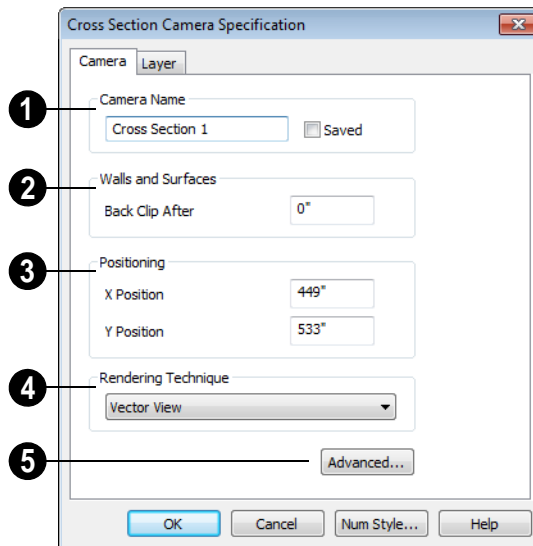 Cross Section Camera Specification
Camera Layer
Camera Name
1
Cross Section 1 Saved
Walls and Surfaces
2
Back Clip After 0"
Positioning
3
X Position 449"
Y Position 533"
Rendering Technique
4
Vector View
5 Advanced...
OK Cancel Num Style... Help